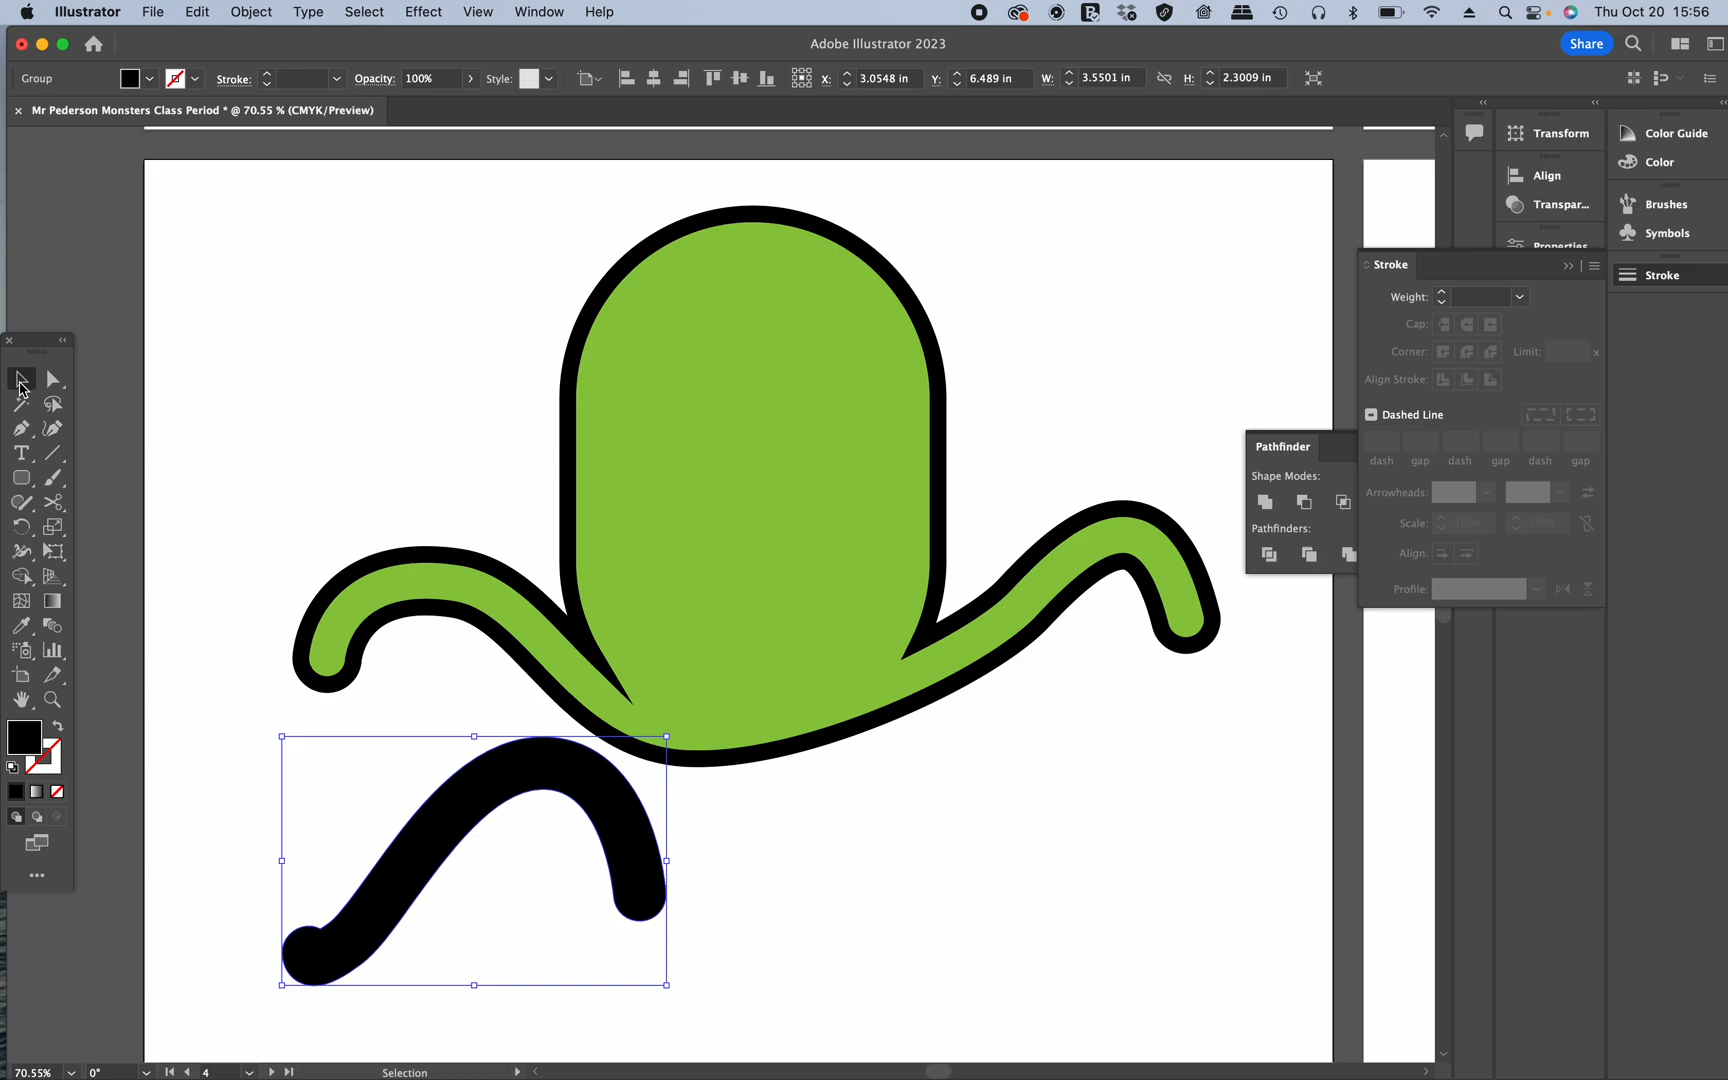 Illustrator File Edit Object Type Select Effect View Window Help Thu Oct 20 15:56
Adobe Illustrator 2023 Share
Group Stroke: Opacity: 100% Style: X: 3.0548 in Y: 6.489 in W: 3.5501 in H: 2.3009 in
× Mr Pederson Monsters Class Period * @ 70.55 % (CMYK/Preview)
Transform Color Guide
Color
Align
Transpar... Brushes
Symbols
Properties
Stroke
Stroke
Weight:
Cap:
Corner: Limit: x
Align Stroke:
Dashed Line
dash gap dash gap dash gap
Pathfinder
Shape Modes:
Pathfinders:
Arrowheads:
Scale: 100% 100%
Align:
Profile:
70.55% 0° 4 Selection